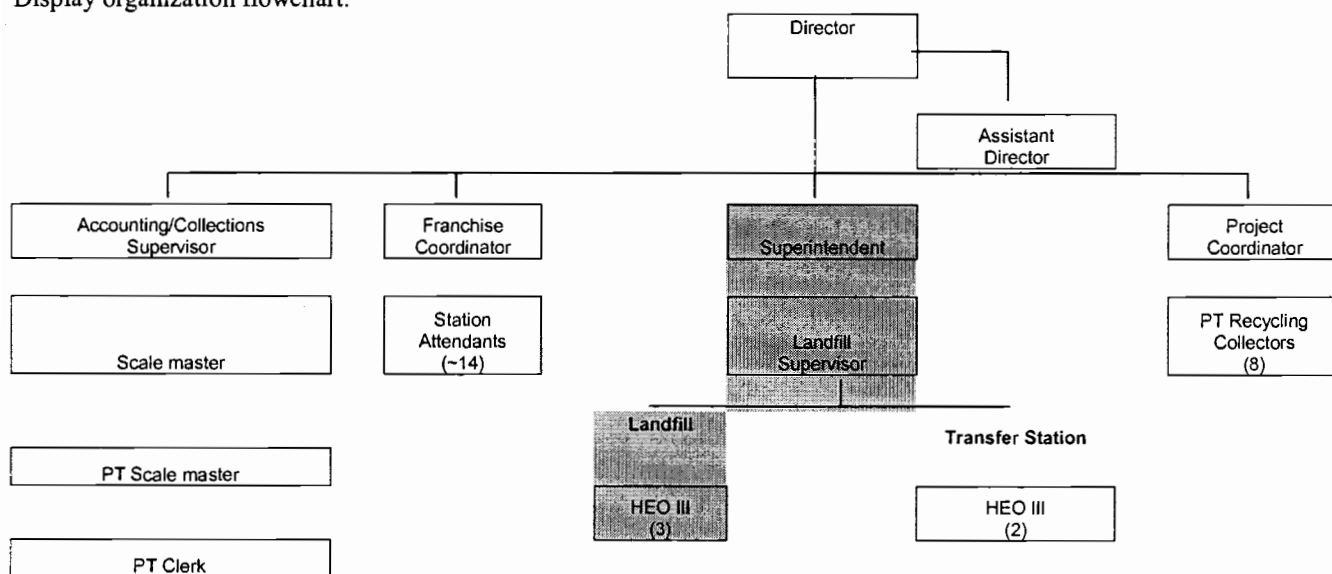 Display organization flowchart:
Director
Assistant
Director
Accounting/Collections
Supervisor
Franchise
Coordinator
Superintendent
Project
Coordinator
Scale master
Station
Attendants
(~14)
Landfill
Supervisor
PT Recycling
Collectors
(8)
Landfill
Transfer Station
PT Scale master
HEO III
(3)
HEO III
(2)
PT Clerk